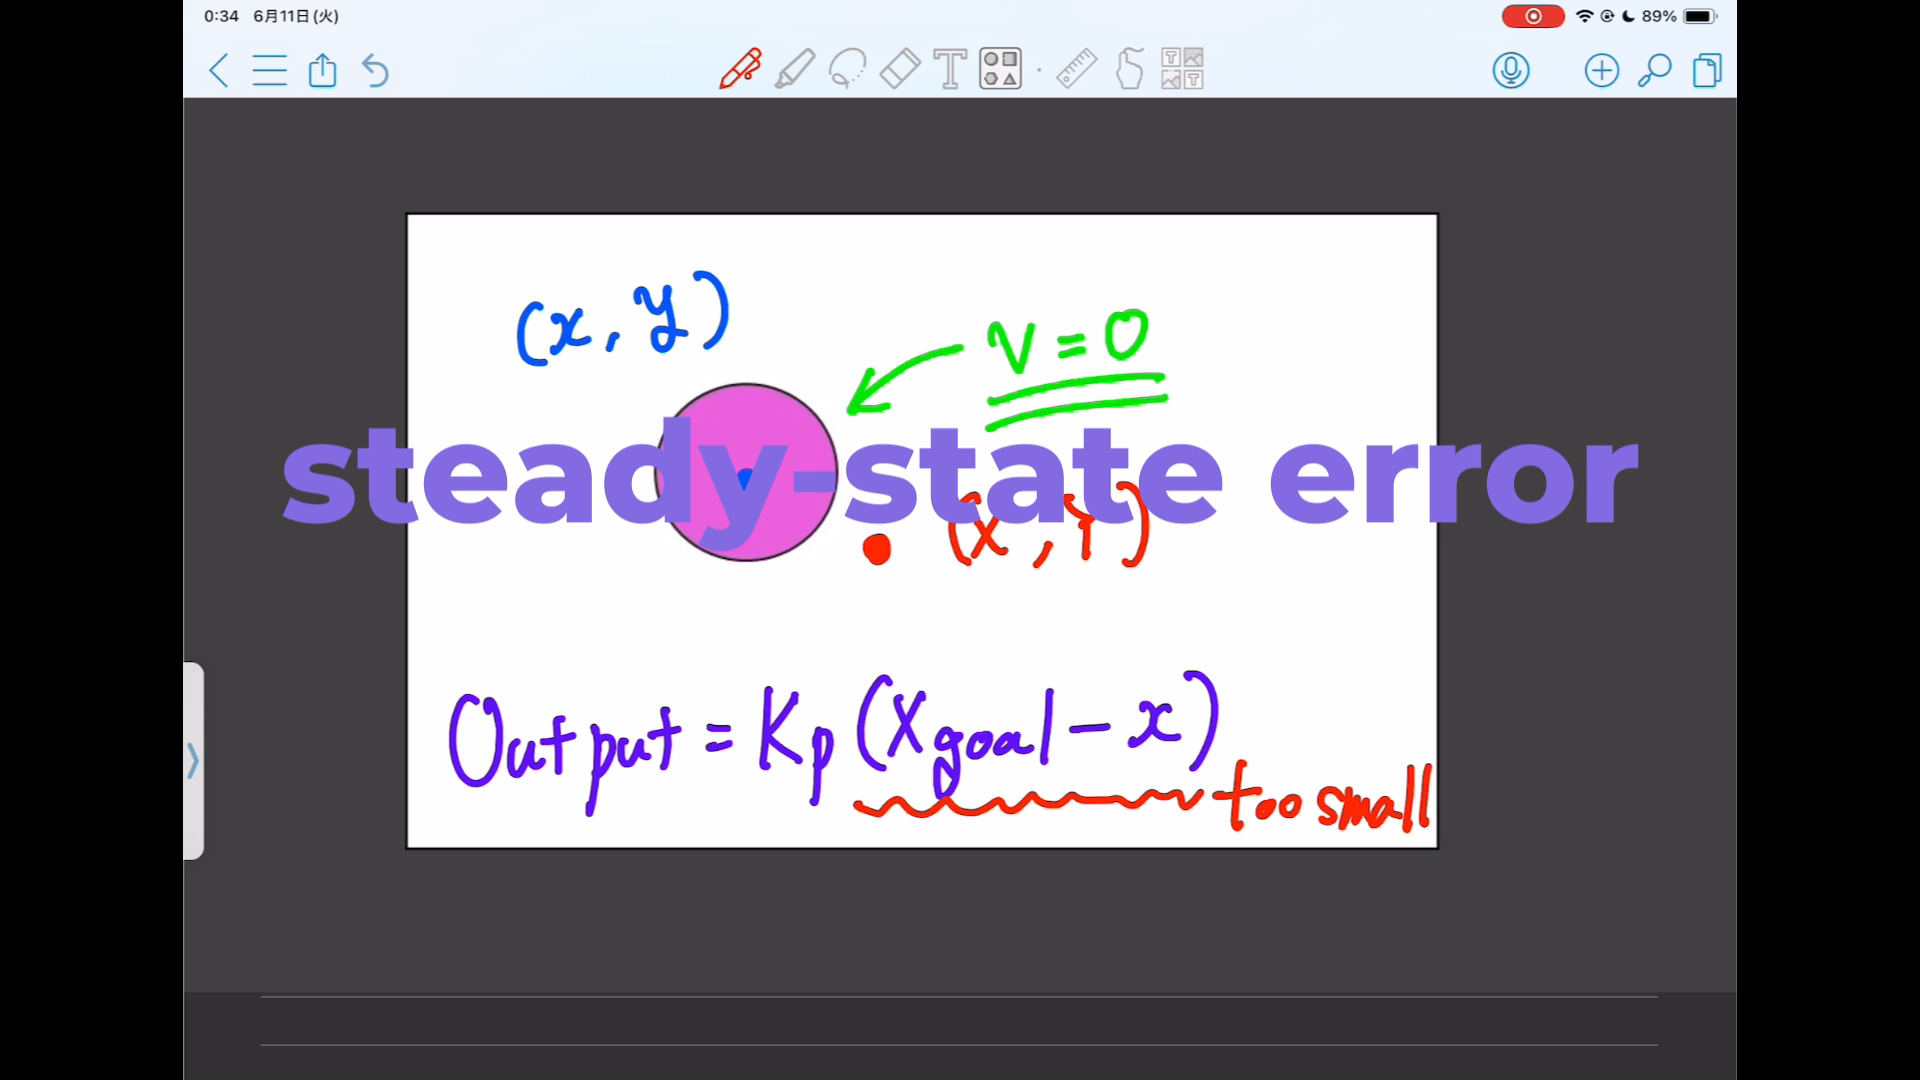 0:34 6月11日(火)
89%
(x, y)
V = 0
steady-state error
(X, Y)
Output = Kp (Xgoal - x)
too small